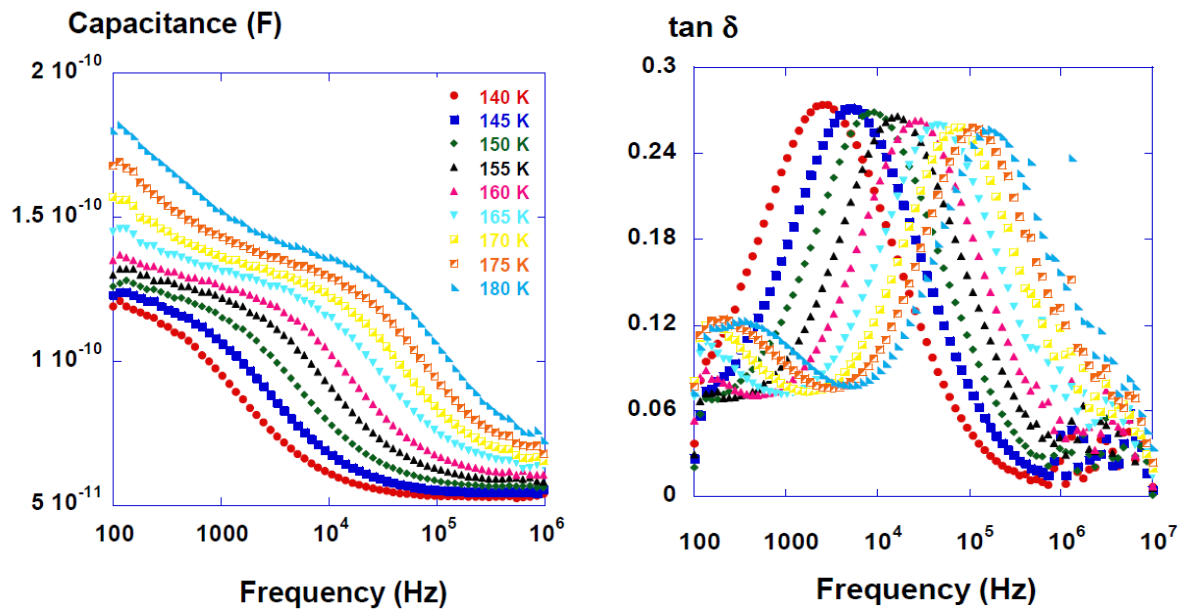 Capacitance (F)
2 10⁻¹⁰
1.5 10⁻¹⁰
1 10⁻¹⁰
5 10⁻¹¹
140 K
145 K
150 K
155 K
160 K
165 K
170 K
175 K
180 K
100 1000 10⁴ 10⁵ 10⁶
Frequency (Hz)
tan δ
0.3
0.24
0.18
0.12
0.06
0
100 1000 10⁴ 10⁵ 10⁶ 10⁷
Frequency (Hz)